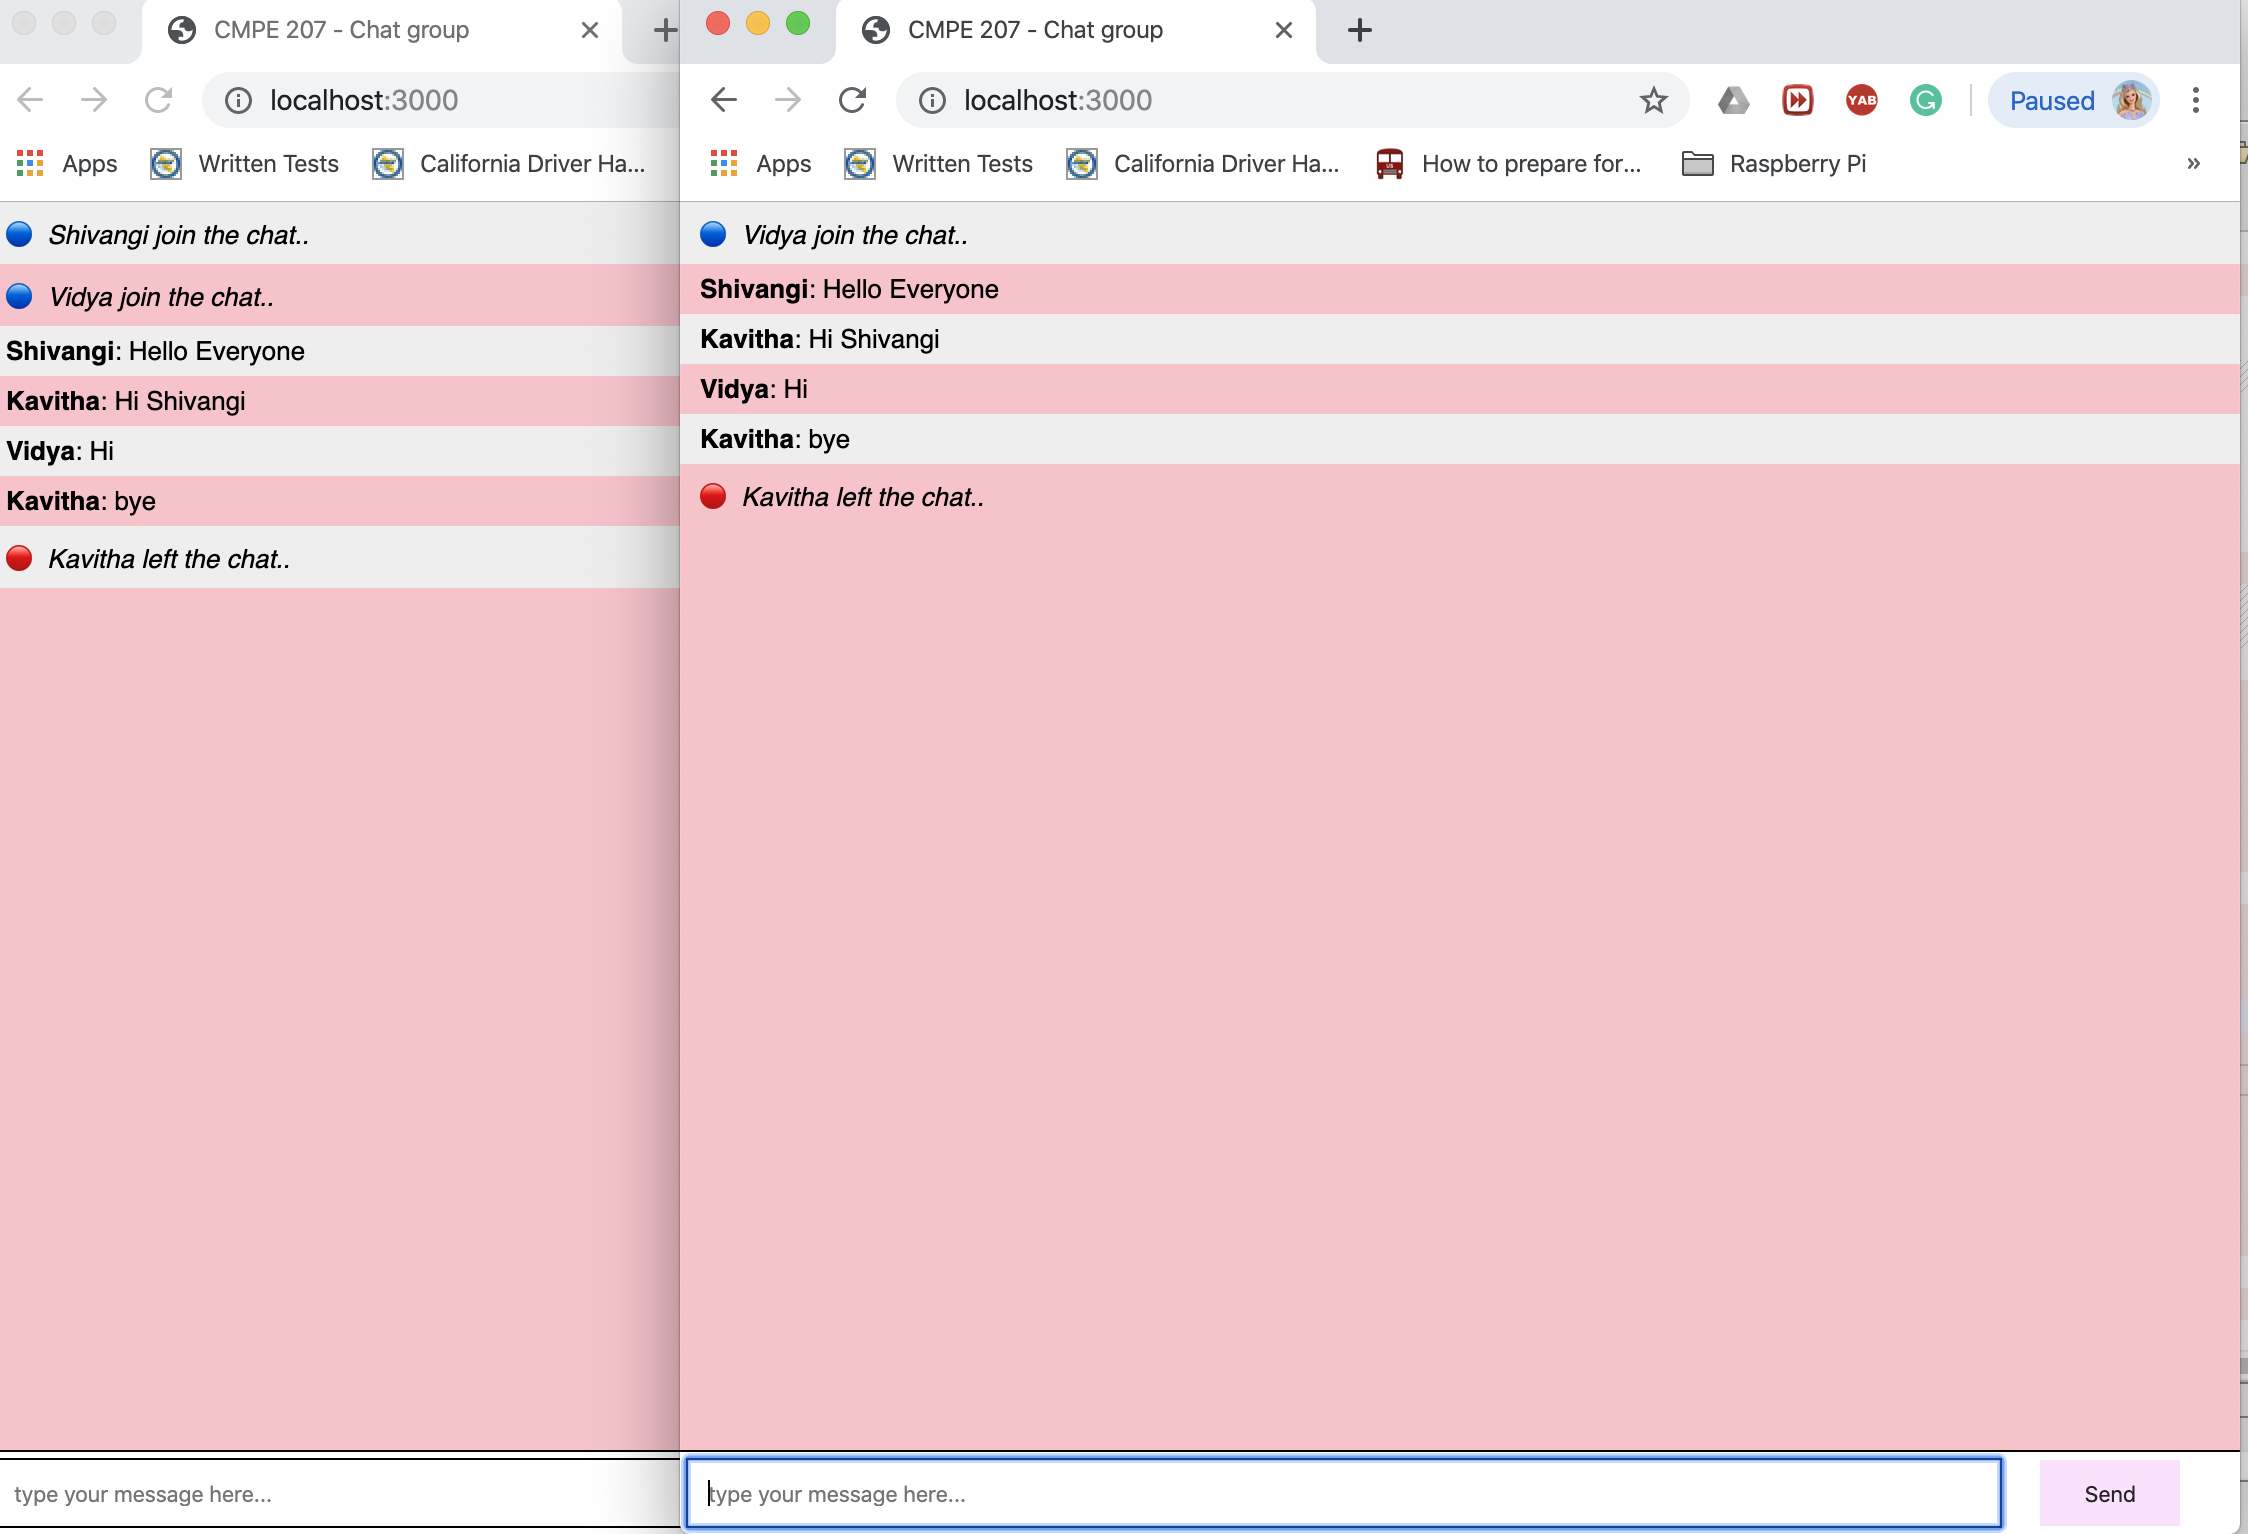 CMPE 207 - Chat group
localhost:3000
Apps Written Tests California Driver Ha...
Shivangi join the chat..
Vidya join the chat..
Shivangi: Hello Everyone
Kavitha: Hi Shivangi
Vidya: Hi
Kavitha: bye
Kavitha left the chat..
type your message here...
CMPE 207 - Chat group
localhost:3000
YAB
Paused
Apps Written Tests California Driver Ha... How to prepare for... Raspberry Pi »
Vidya join the chat..
Shivangi: Hello Everyone
Kavitha: Hi Shivangi
Vidya: Hi
Kavitha: bye
Kavitha left the chat..
type your message here...
Send